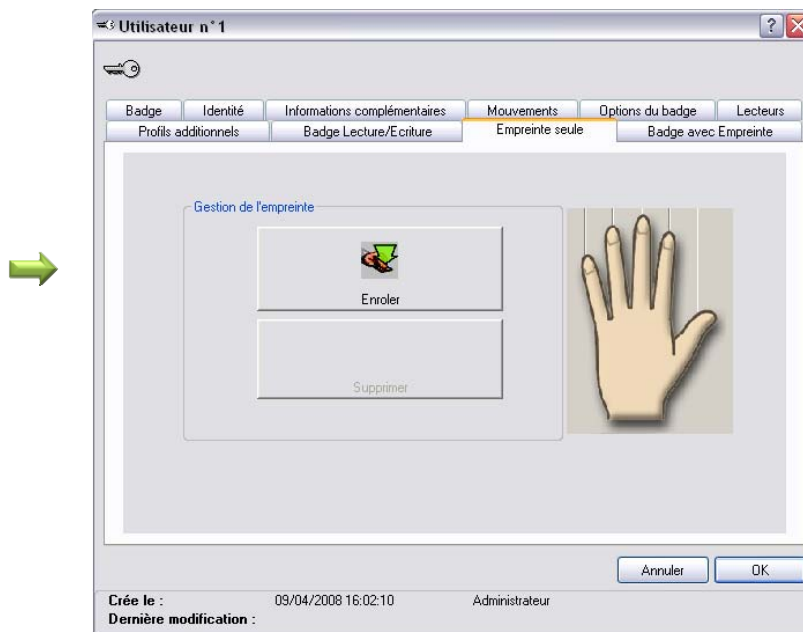 Utilisateur n°1
Badge Identité Informations complémentaires Mouvements Options du badge Lecteurs
Profils additionnels Badge Lecture/Ecriture Empreinte seule Badge avec Empreinte
Gestion de l'empreinte
Enroler
Supprimer
Annuler OK
Crée le : 09/04/2008 16:02:10 Administrateur
Dernière modification :